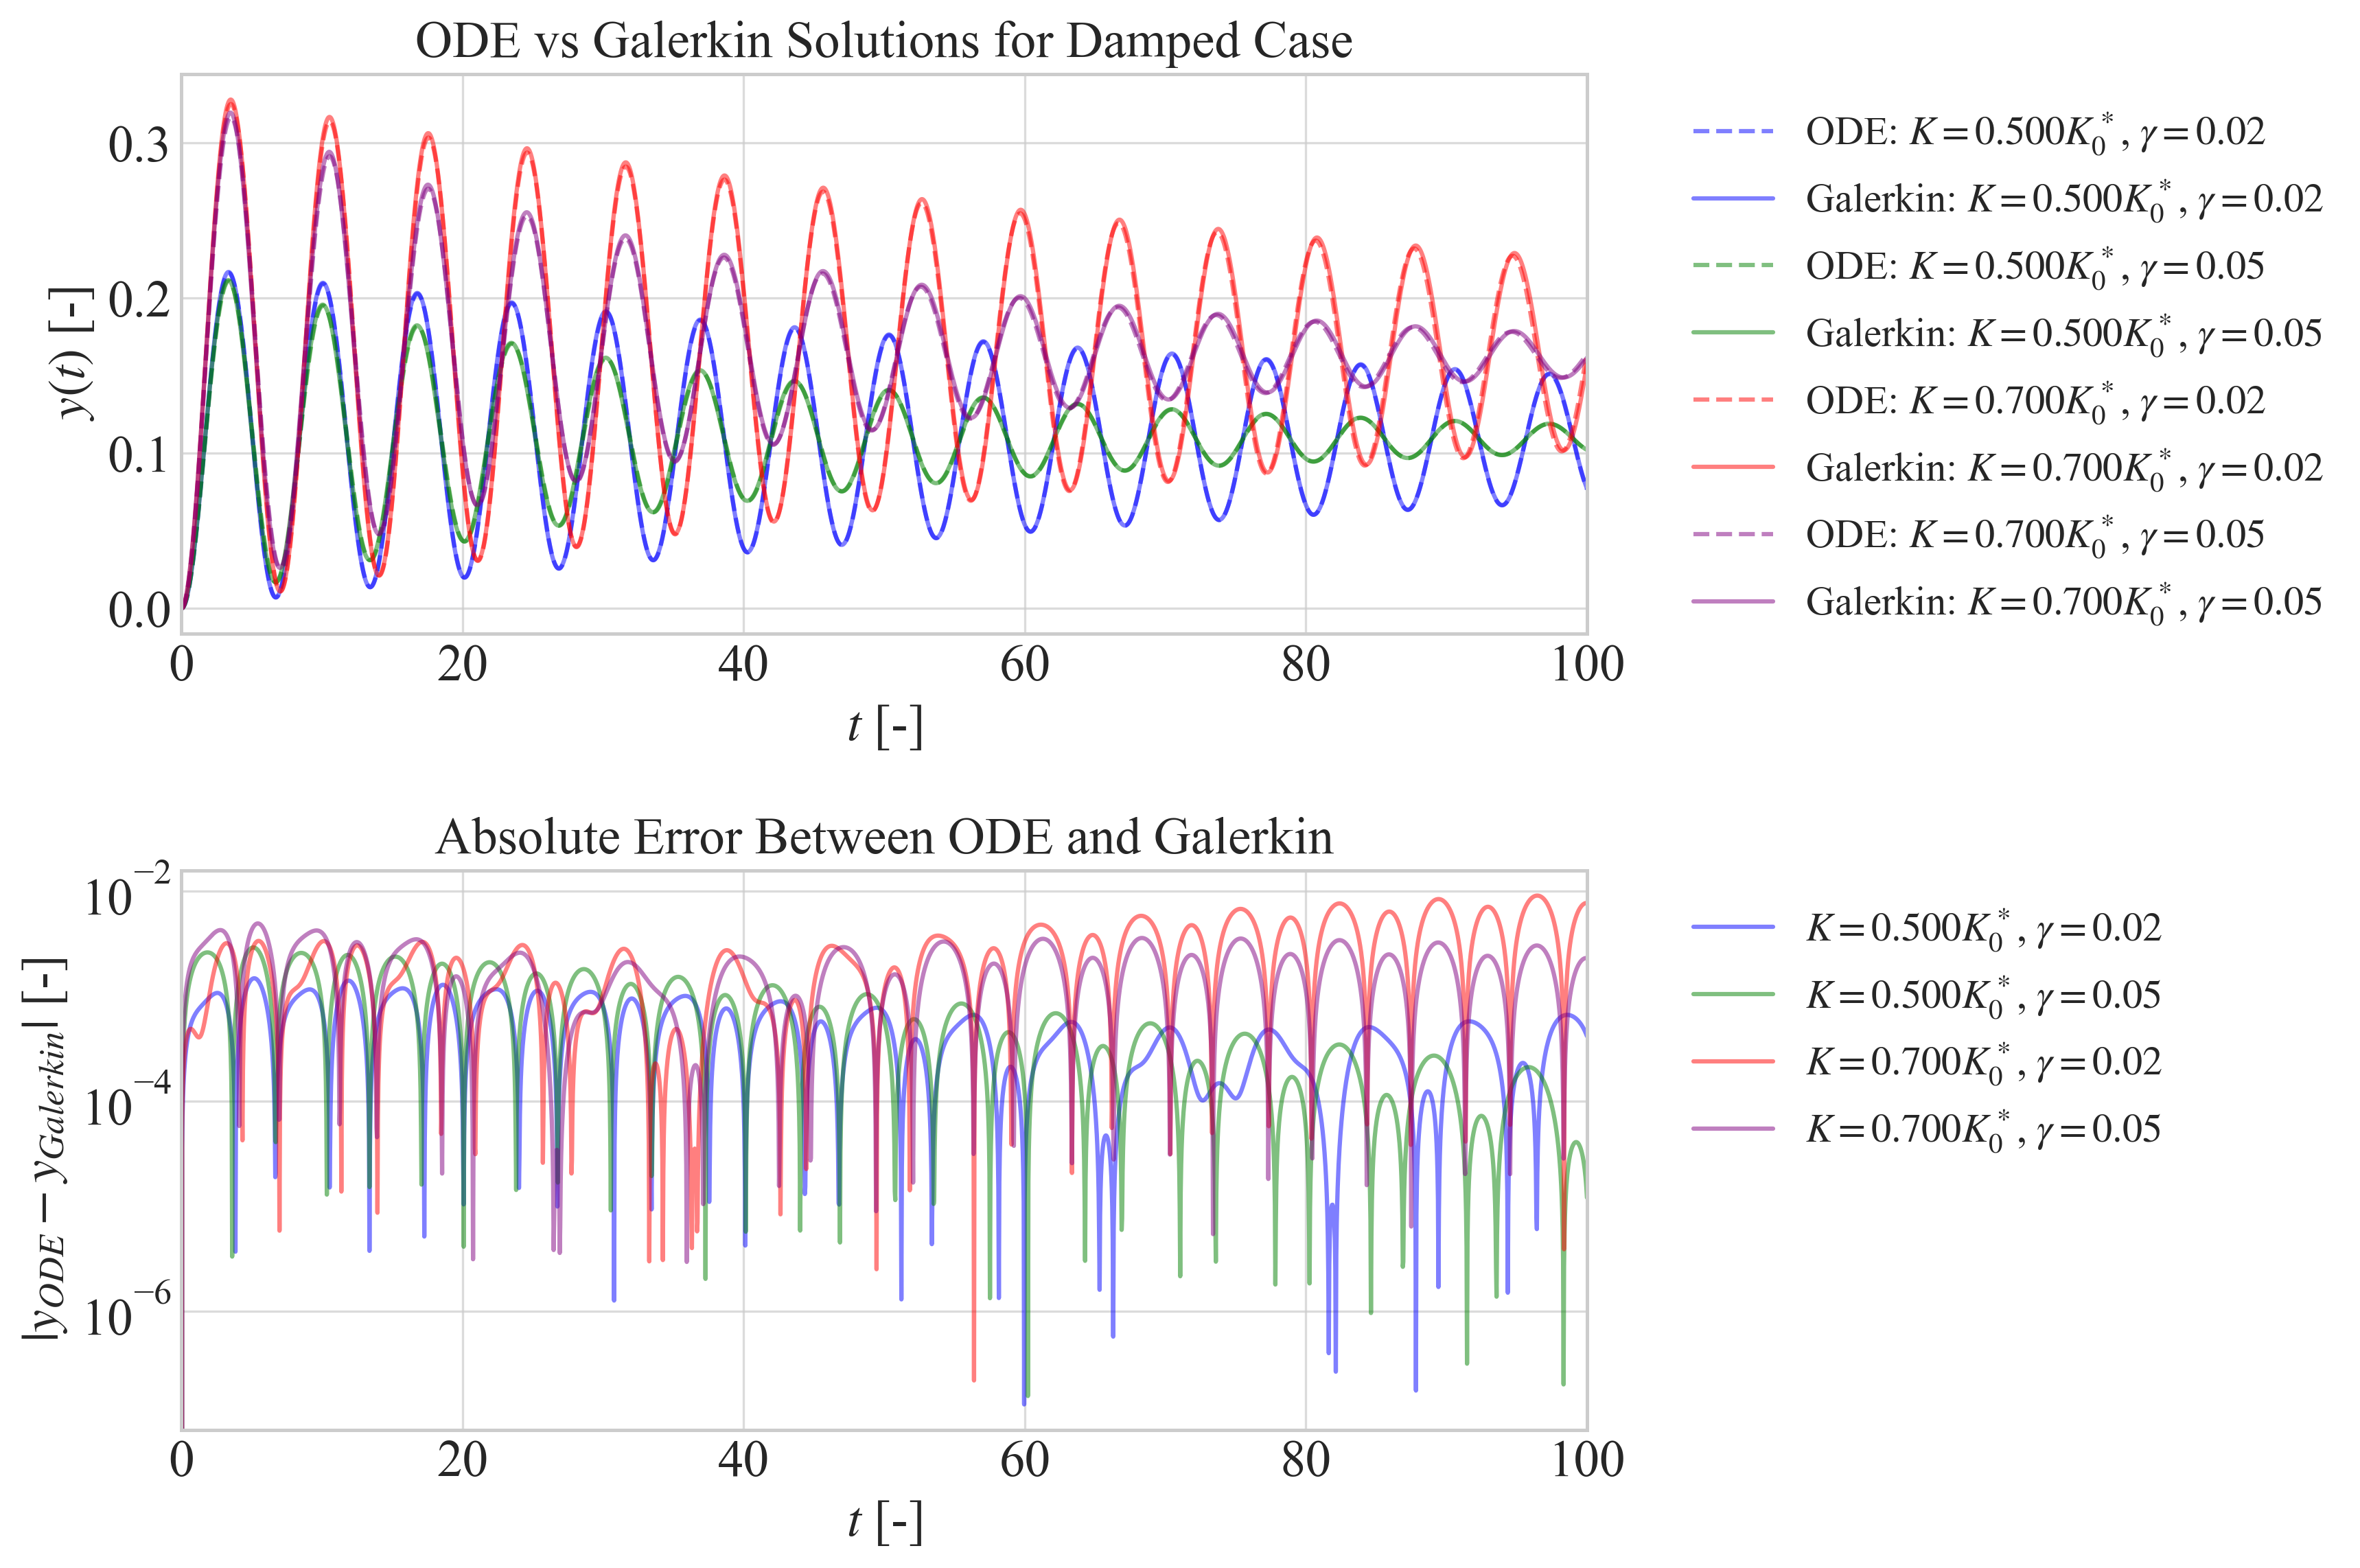 ODE vs Galerkin Solutions for Damped Case
y(t) [-]
0.3
0.2
0.1
0.0
0 20 40 60 80 100
t [-]
ODE: K = 0.500K₀*, γ = 0.02
Galerkin: K = 0.500K₀*, γ = 0.02
ODE: K = 0.500K₀*, γ = 0.05
Galerkin: K = 0.500K₀*, γ = 0.05
ODE: K = 0.700K₀*, γ = 0.02
Galerkin: K = 0.700K₀*, γ = 0.02
ODE: K = 0.700K₀*, γ = 0.05
Galerkin: K = 0.700K₀*, γ = 0.05
Absolute Error Between ODE and Galerkin
|yODE − yGalerkin| [-]
10⁻²
10⁻⁴
10⁻⁶
0 20 40 60 80 100
t [-]
K = 0.500K₀*, γ = 0.02
K = 0.500K₀*, γ = 0.05
K = 0.700K₀*, γ = 0.02
K = 0.700K₀*, γ = 0.05